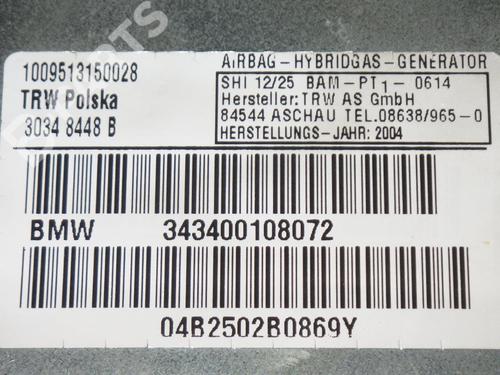 1009513150028
TRW Polska
3034 8448 B
AIRBAG-HYBRIDGAS-GENERATOR
SHI 12/25 BAM-PT1-0614
Hersteller:TRW AS GmbH
84544 ASCHAU TEL.08638/965-0
HERSTELLUNGS-JAHR:2004
BMW 343400108072
04B2502B0869Y